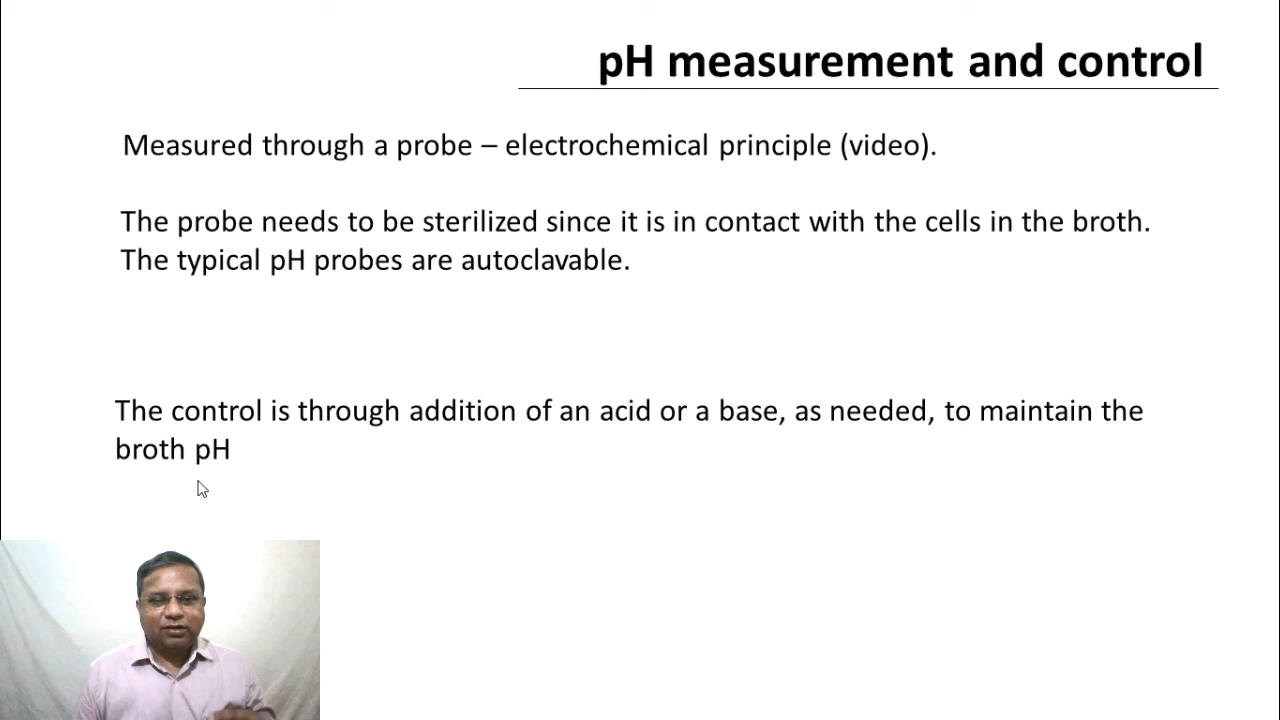 pH measurement and control
Measured through a probe – electrochemical principle (video).
The probe needs to be sterilized since it is in contact with the cells in the broth.
The typical pH probes are autoclavable.
The control is through addition of an acid or a base, as needed, to maintain the
broth pH